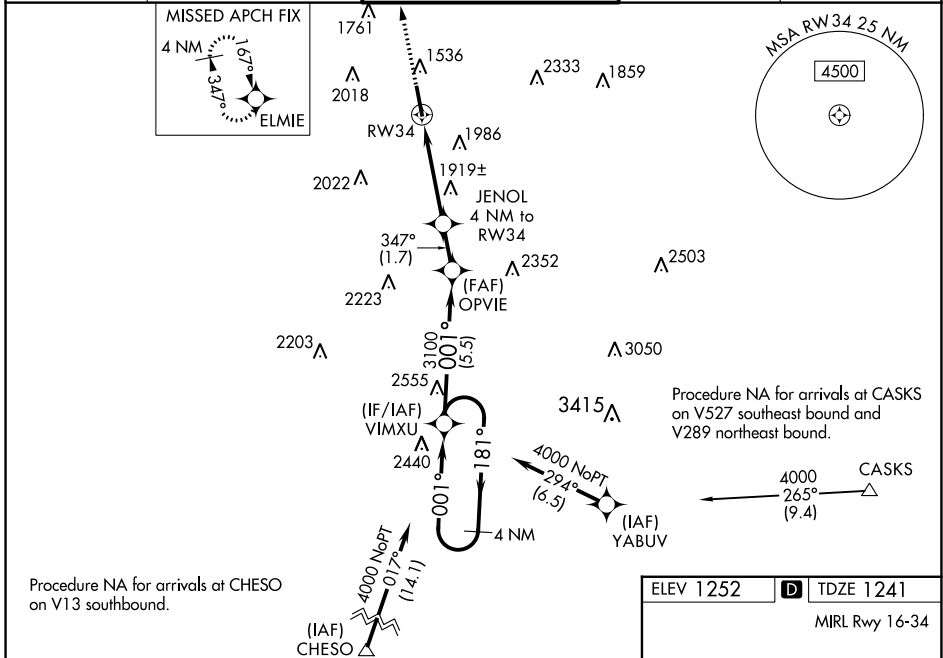 MISSED APCH FIX
4 NM
167°
347°
ELMIE
1761
1536
2018
2333
1859
MSA RW34 25 NM
4500
RW34
1986
2022
1919±
JENOL
4 NM to
RW34
347°
(1.7)
2352
2503
(FAF)
OPVIE
2223
3100
001°
(5.5)
2203
3050
2555
(IF/IAF)
VIMXU
3415
Procedure NA for arrivals at CASKS
on V527 southeast bound and
V289 northeast bound.
2440
181°
001°
4000 NoPT
294°
(6.5)
4000
265°
(9.4)
CASKS
4 NM
(IAF)
YABUV
4000 NoPT
017°
(14.1)
Procedure NA for arrivals at CHESO
on V13 southbound.
(IAF)
CHESO
ELEV 1252
D
TDZE 1241
MIRL Rwy 16-34